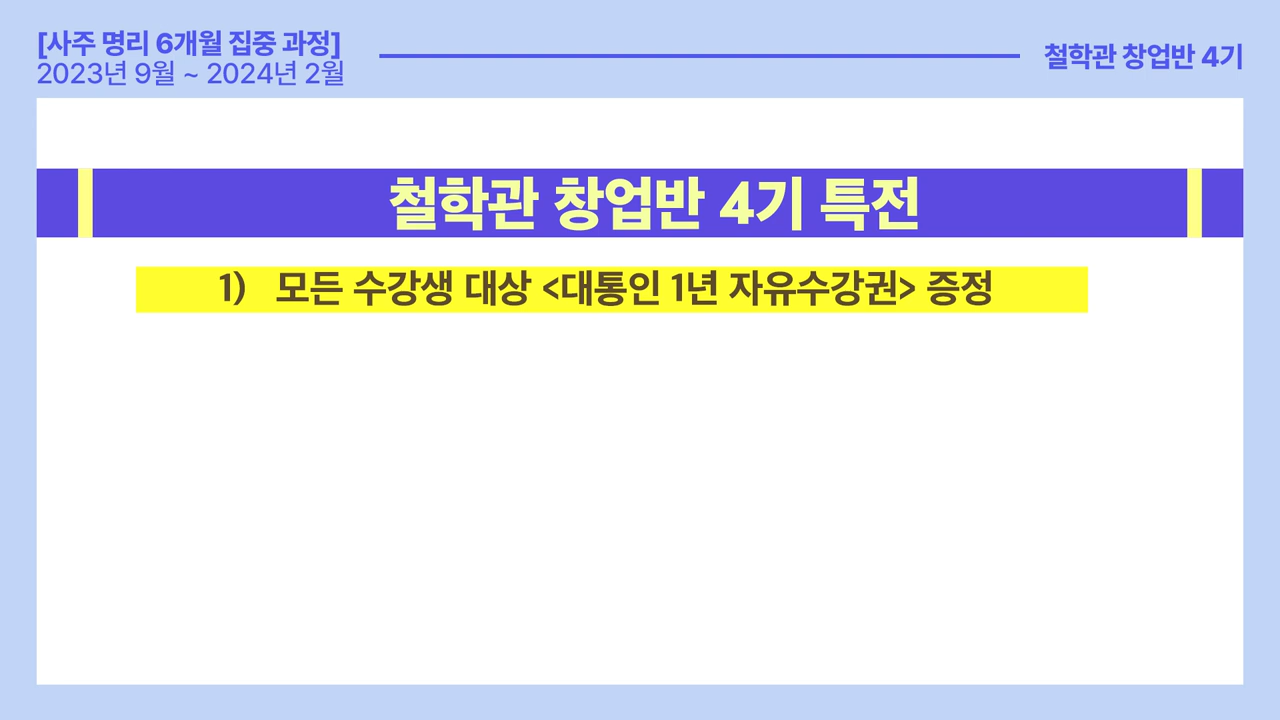 [사주 명리 6개월 집중 과정]
2023년 9월 ~ 2024년 2월
철학관 창업반 4기
철학관 창업반 4기 특전
1) 모든 수강생 대상 <대통인 1년 자유수강권> 증정